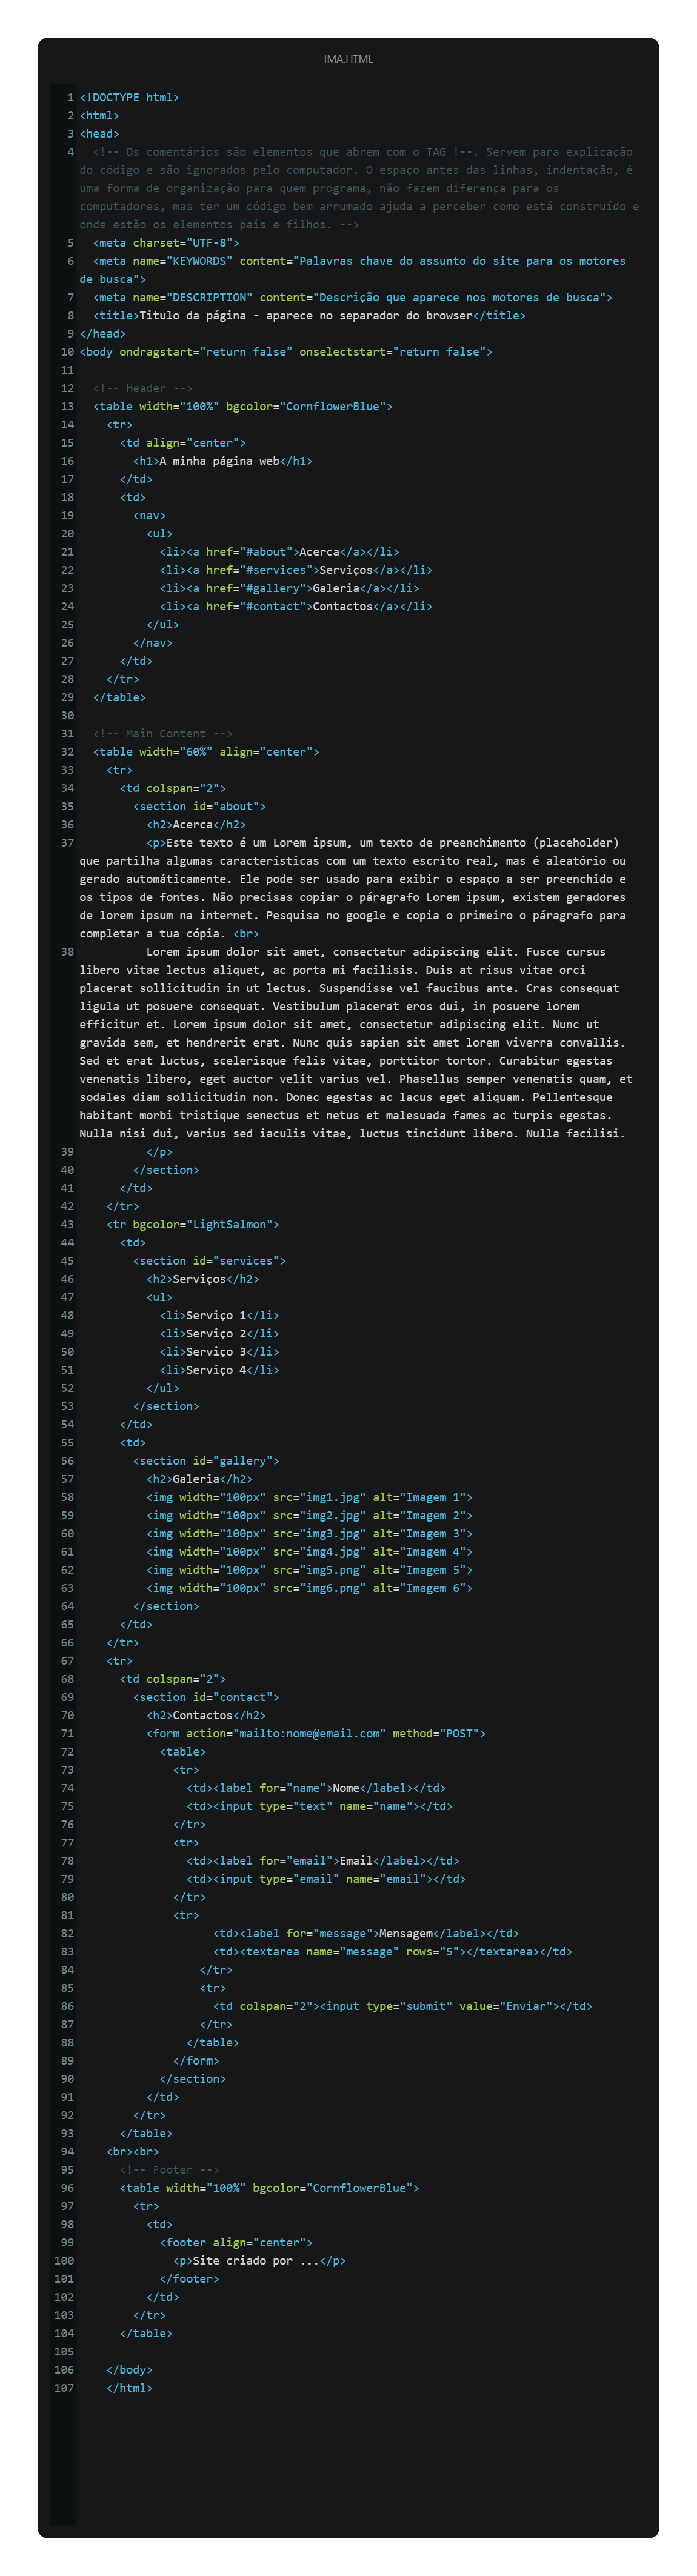 IMA.HTML
1 <!DOCTYPE html>
2 <html>
3 <head>
4   <!-- Os comentários são elementos que abrem com o TAG !--. Servem para explicação
do código e são ignorados pelo computador. O espaço antes das linhas, indentação, é
uma forma de organização para quem programa, não fazem diferença para os
computadores, mas ter um código bem arrumado ajuda a perceber como está construído e
onde estão os elementos pais e filhos. -->
5   <meta charset="UTF-8">
6   <meta name="KEYWORDS" content="Palavras chave do assunto do site para os motores
de busca">
7   <meta name="DESCRIPTION" content="Descrição que aparece nos motores de busca">
8   <title>Titulo da página - aparece no separador do browser</title>
9 </head>
10 <body ondragstart="return false" onselectstart="return false">
11
12   <!-- Header -->
13   <table width="100%" bgcolor="CornflowerBlue">
14     <tr>
15       <td align="center">
16         <h1>A minha página web</h1>
17       </td>
18       <td>
19         <nav>
20           <ul>
21             <li><a href="#about">Acerca</a></li>
22             <li><a href="#services">Serviços</a></li>
23             <li><a href="#gallery">Galeria</a></li>
24             <li><a href="#contact">Contactos</a></li>
25           </ul>
26         </nav>
27       </td>
28     </tr>
29   </table>
30
31   <!-- Main Content -->
32   <table width="60%" align="center">
33     <tr>
34       <td colspan="2">
35         <section id="about">
36           <h2>Acerca</h2>
37           <p>Este texto é um Lorem ipsum, um texto de preenchimento (placeholder)
que partilha algumas características com um texto escrito real, mas é aleatório ou
gerado automáticamente. Ele pode ser usado para exibir o espaço a ser preenchido e
os tipos de fontes. Não precisas copiar o páragrafo Lorem ipsum, existem geradores
de lorem ipsum na internet. Pesquisa no google e copia o primeiro o páragrafo para
completar a tua cópia. <br>
38           Lorem ipsum dolor sit amet, consectetur adipiscing elit. Fusce cursus
libero vitae lectus aliquet, ac porta mi facilisis. Duis at risus vitae orci
placerat sollicitudin in ut lectus. Suspendisse vel faucibus ante. Cras consequat
ligula ut posuere consequat. Vestibulum placerat eros dui, in posuere lorem
efficitur et. Lorem ipsum dolor sit amet, consectetur adipiscing elit. Nunc ut
gravida sem, et hendrerit erat. Nunc quis sapien sit amet lorem viverra convallis.
Sed et erat luctus, scelerisque felis vitae, porttitor tortor. Curabitur egestas
venenatis libero, eget auctor velit varius vel. Phasellus semper venenatis quam, et
sodales diam sollicitudin non. Donec egestas ac lacus eget aliquam. Pellentesque
habitant morbi tristique senectus et netus et malesuada fames ac turpis egestas.
Nulla nisi dui, varius sed iaculis vitae, luctus tincidunt libero. Nulla facilisi.
39           </p>
40         </section>
41       </td>
42     </tr>
43     <tr bgcolor="LightSalmon">
44       <td>
45         <section id="services">
46           <h2>Serviços</h2>
47           <ul>
48             <li>Serviço 1</li>
49             <li>Serviço 2</li>
50             <li>Serviço 3</li>
51             <li>Serviço 4</li>
52           </ul>
53         </section>
54       </td>
55       <td>
56         <section id="gallery">
57           <h2>Galeria</h2>
58           <img width="100px" src="img1.jpg" alt="Imagem 1">
59           <img width="100px" src="img2.jpg" alt="Imagem 2">
60           <img width="100px" src="img3.jpg" alt="Imagem 3">
61           <img width="100px" src="img4.jpg" alt="Imagem 4">
62           <img width="100px" src="img5.png" alt="Imagem 5">
63           <img width="100px" src="img6.png" alt="Imagem 6">
64         </section>
65       </td>
66     </tr>
67     <tr>
68       <td colspan="2">
69         <section id="contact">
70           <h2>Contactos</h2>
71           <form action="mailto:nome@email.com" method="POST">
72             <table>
73               <tr>
74                 <td><label for="name">Nome</label></td>
75                 <td><input type="text" name="name"></td>
76               </tr>
77               <tr>
78                 <td><label for="email">Email</label></td>
79                 <td><input type="email" name="email"></td>
80               </tr>
81               <tr>
82                     <td><label for="message">Mensagem</label></td>
83                     <td><textarea name="message" rows="5"></textarea></td>
84                   </tr>
85                   <tr>
86                     <td colspan="2"><input type="submit" value="Enviar"></td>
87                   </tr>
88                 </table>
89               </form>
90             </section>
91           </td>
92         </tr>
93       </table>
94     <br><br>
95       <!-- Footer -->
96       <table width="100%" bgcolor="CornflowerBlue">
97         <tr>
98           <td>
99             <footer align="center">
100               <p>Site criado por ...</p>
101             </footer>
102           </td>
103         </tr>
104       </table>
105
106     </body>
107     </html>